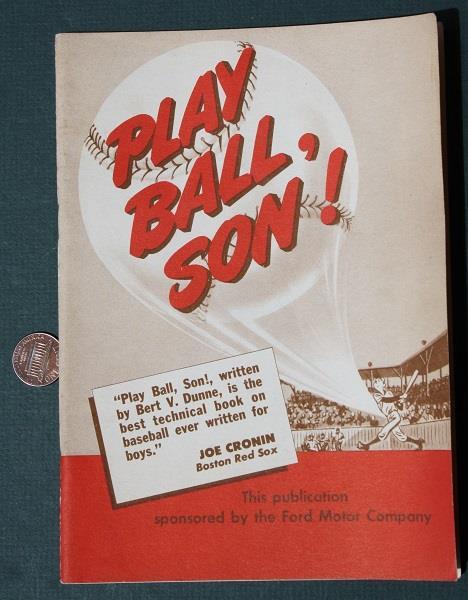 PLAY
BALL,
SON!
"Play Ball, Son!, written
by Bert V. Dunne, is the
best technical book on
baseball ever written for
boys."
JOE CRONIN
Boston Red Sox
This publication
sponsored by the Ford Motor Company